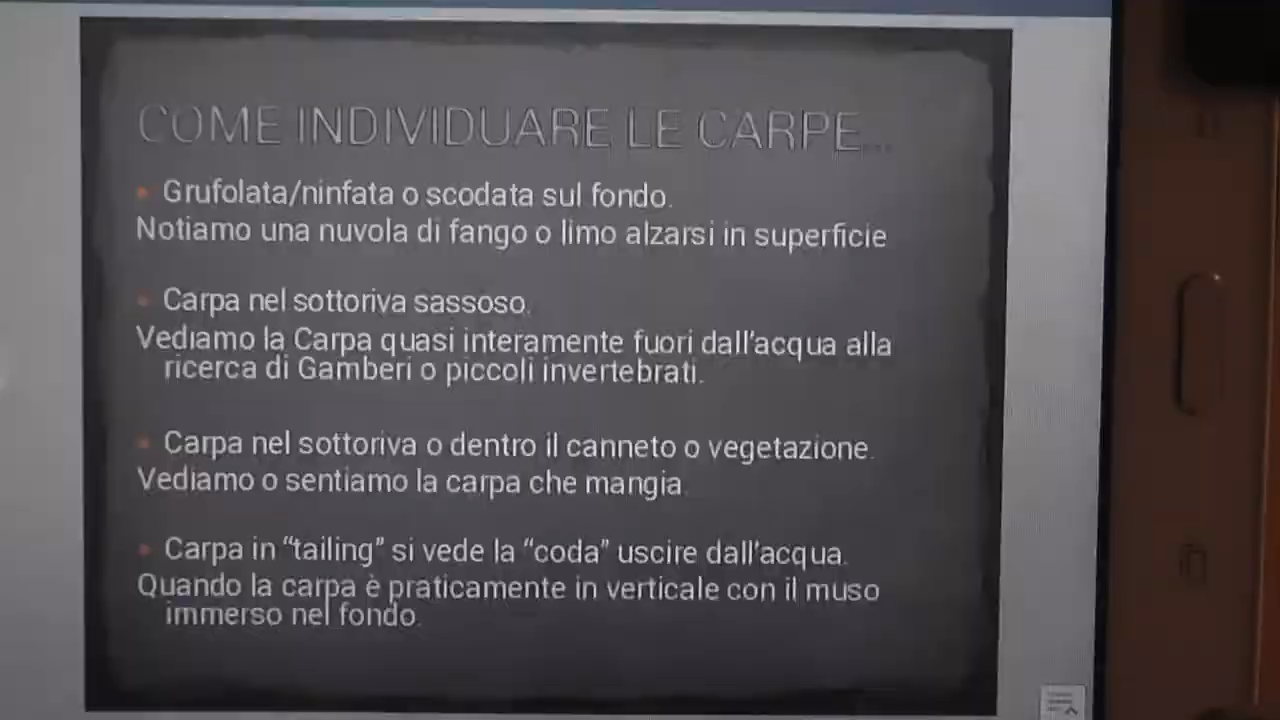 COME INDIVIDUARE LE CARPE...
Grufolata/ninfata o scodata sul fondo.
Notiamo una nuvola di fango o limo alzarsi in superficie
Carpa nel sottoriva sassoso.
Vediamo la Carpa quasi interamente fuori dall'acqua alla
ricerca di Gamberi o piccoli invertebrati.
Carpa nel sottoriva o dentro il canneto o vegetazione.
Vediamo o sentiamo la carpa che mangia.
Carpa in “tailing” si vede la “coda” uscire dall'acqua.
Quando la carpa è praticamente in verticale con il muso
immerso nel fondo.